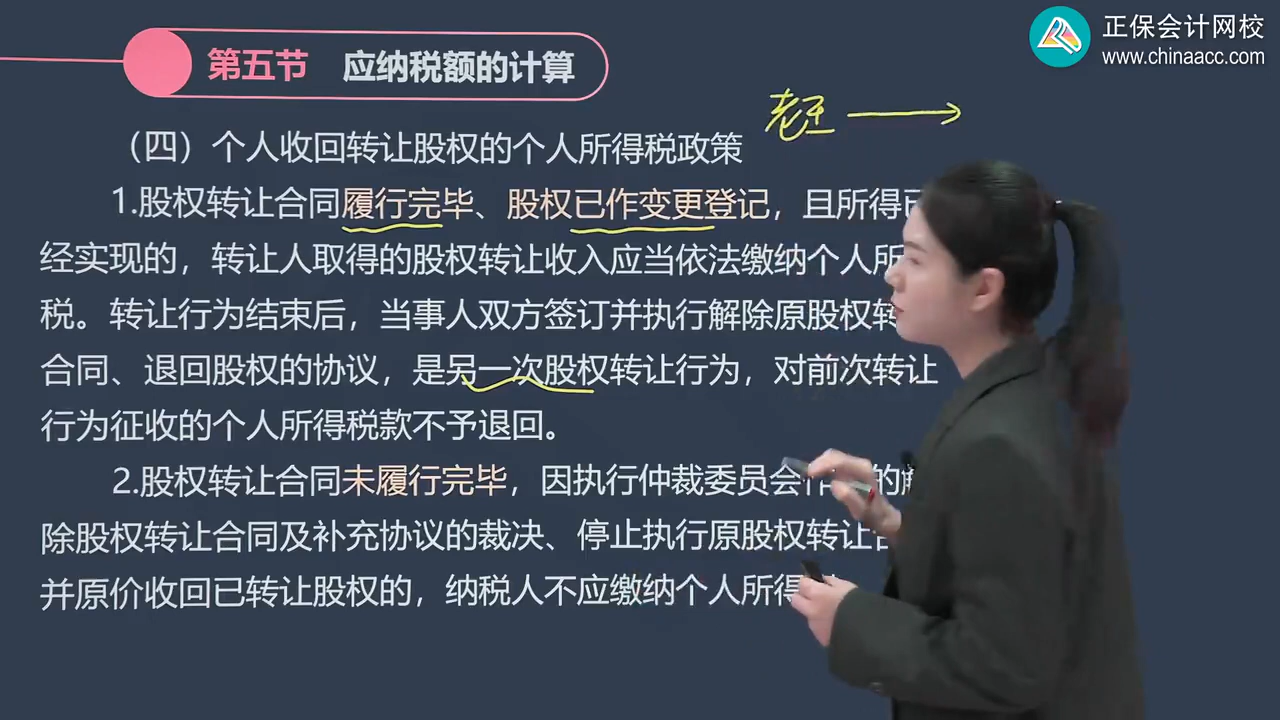 正保会计网校
www.chinaacc.com
第五节 应纳税额的计算
老王
（四）个人收回转让股权的个人所得税政策
1.股权转让合同履行完毕、股权已作变更登记，且所得已
经实现的，转让人取得的股权转让收入应当依法缴纳个人所
税。转让行为结束后，当事人双方签订并执行解除原股权转
合同、退回股权的协议，是另一次股权转让行为，对前次转让
行为征收的个人所得税款不予退回。
2.股权转让合同未履行完毕，因执行仲裁委员会作 的解
除股权转让合同及补充协议的裁决、停止执行原股权转让合
并原价收回已转让股权的，纳税人不应缴纳个人所得